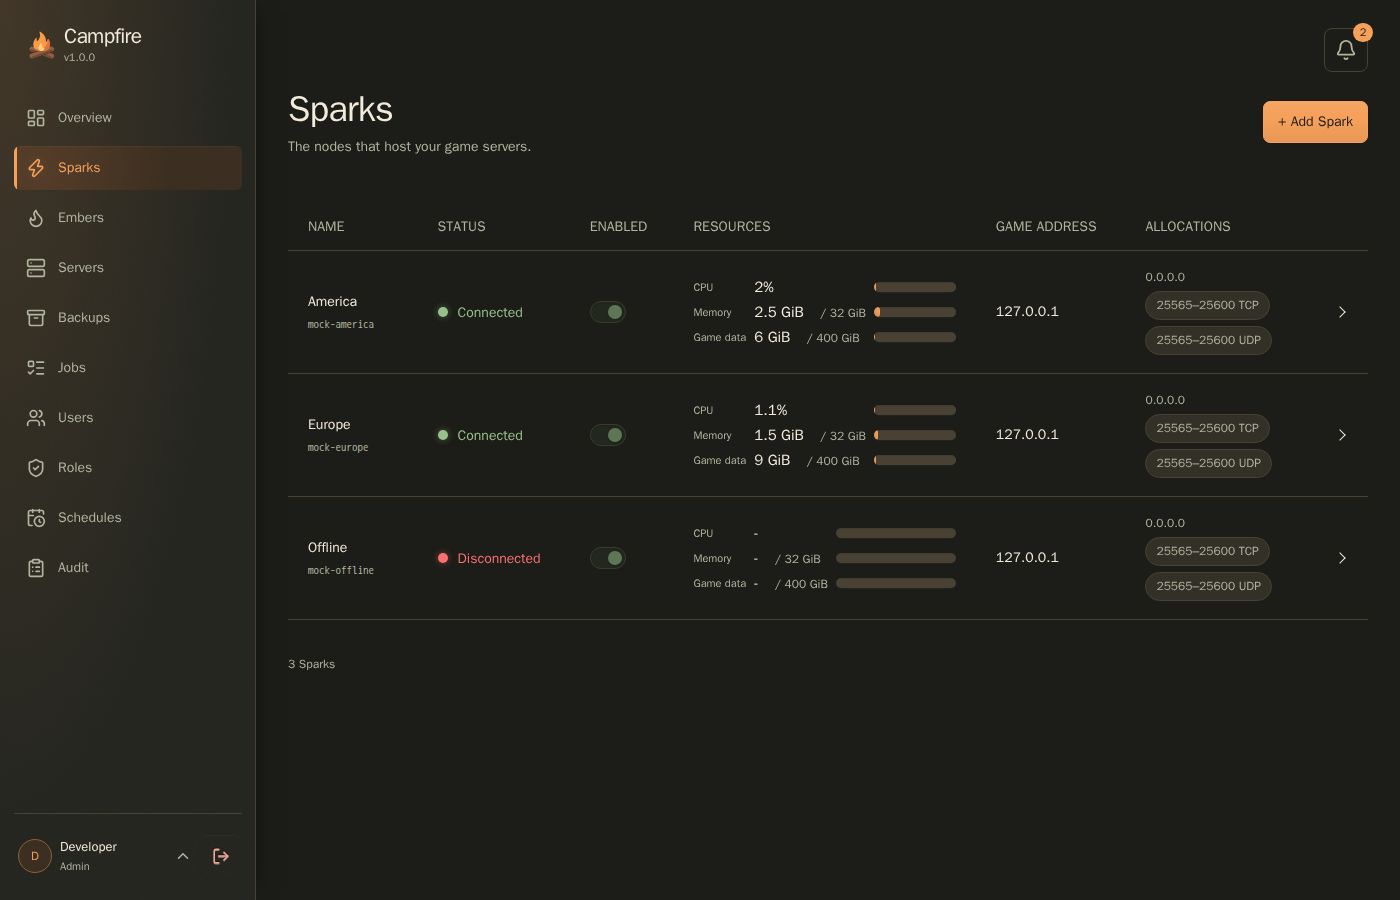 Campfire
v1.0.0
2
Overview
Sparks
Embers
Servers
Backups
Jobs
Users
Roles
Schedules
Audit
D
Developer
Admin
Sparks
The nodes that host your game servers.
+ Add Spark
NAME STATUS ENABLED RESOURCES GAME ADDRESS ALLOCATIONS
America
mock-america
Connected
CPU 2%
Memory 2.5 GiB / 32 GiB
Game data 6 GiB / 400 GiB
127.0.0.1
0.0.0.0
25565–25600 TCP
25565–25600 UDP
Europe
mock-europe
Connected
CPU 1.1%
Memory 1.5 GiB / 32 GiB
Game data 9 GiB / 400 GiB
127.0.0.1
0.0.0.0
25565–25600 TCP
25565–25600 UDP
Offline
mock-offline
Disconnected
CPU -
Memory - / 32 GiB
Game data - / 400 GiB
127.0.0.1
0.0.0.0
25565–25600 TCP
25565–25600 UDP
3 Sparks